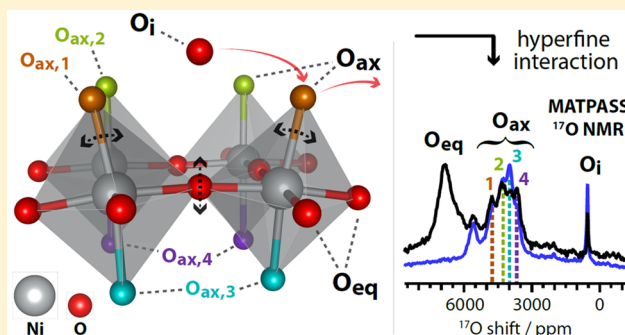 Oi
Oax,2
Oax,1
Oax
Oax,4
Oax,3
Oeq
Ni
O
hyperfine
interaction
MATPASS
17O NMR
Oeq
Oax
Oi
1
2
3
4
6000 3000 0
17O shift / ppm